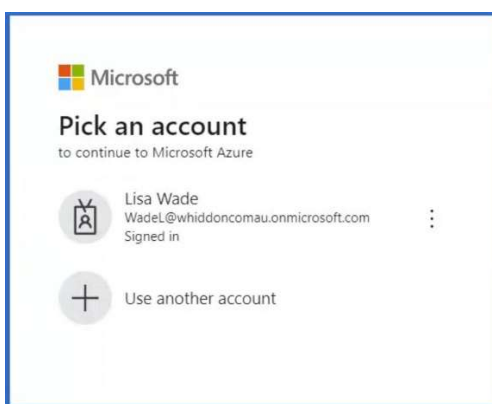 Microsoft
Pick an account
to continue to Microsoft Azure
Lisa Wade
WadeL@whiddoncomau.onmicrosoft.com
Signed in
Use another account